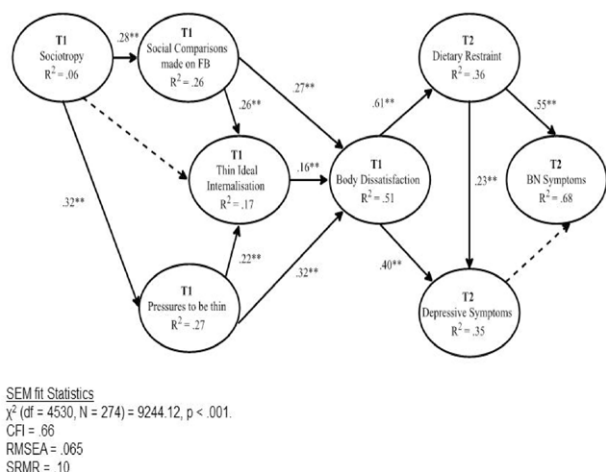 T1
Sociotropy
R² = .06
.28**
T1
Social Comparisons
made on FB
R² = .26
T2
Dietary Restraint
R² = .36
.27**
.61**
.55**
.26**
T1
Thin Ideal
Internalisation
R² = .17
.16**
T1
Body Dissatisfaction
R² = .51
.23**
T2
BN Symptoms
R² = .68
.32**
.22**
.32**
.40**
T1
Pressures to be thin
R² = .27
T2
Depressive Symptoms
R² = .35
SEM fit Statistics
χ² (df = 4530, N = 274) = 9244.12, p < .001.
CFI = .66
RMSEA = .065
SRMR = .10